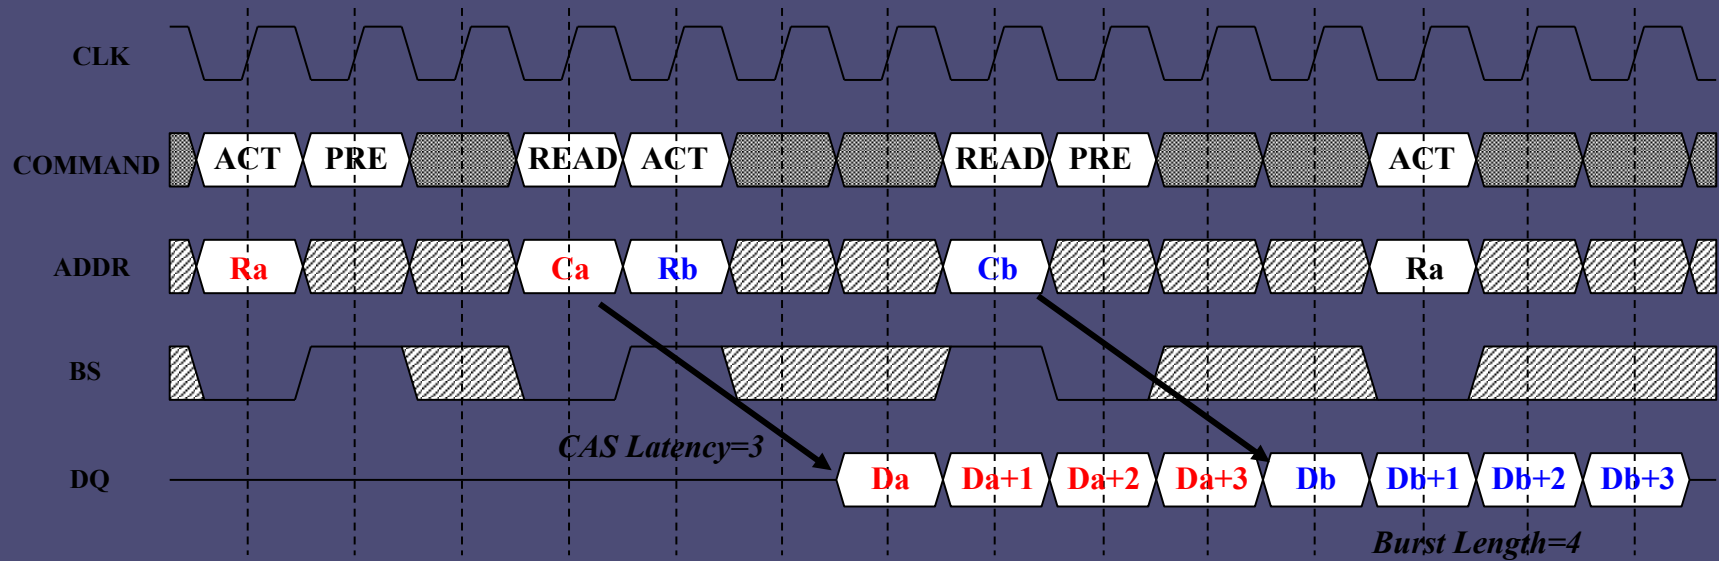 CLK
COMMAND ACT PRE READ ACT READ PRE ACT
ADDR Ra Ca Rb Cb Ra
BS
CAS Latency=3
DQ Da Da+1 Da+2 Da+3 Db Db+1 Db+2 Db+3
Burst Length=4